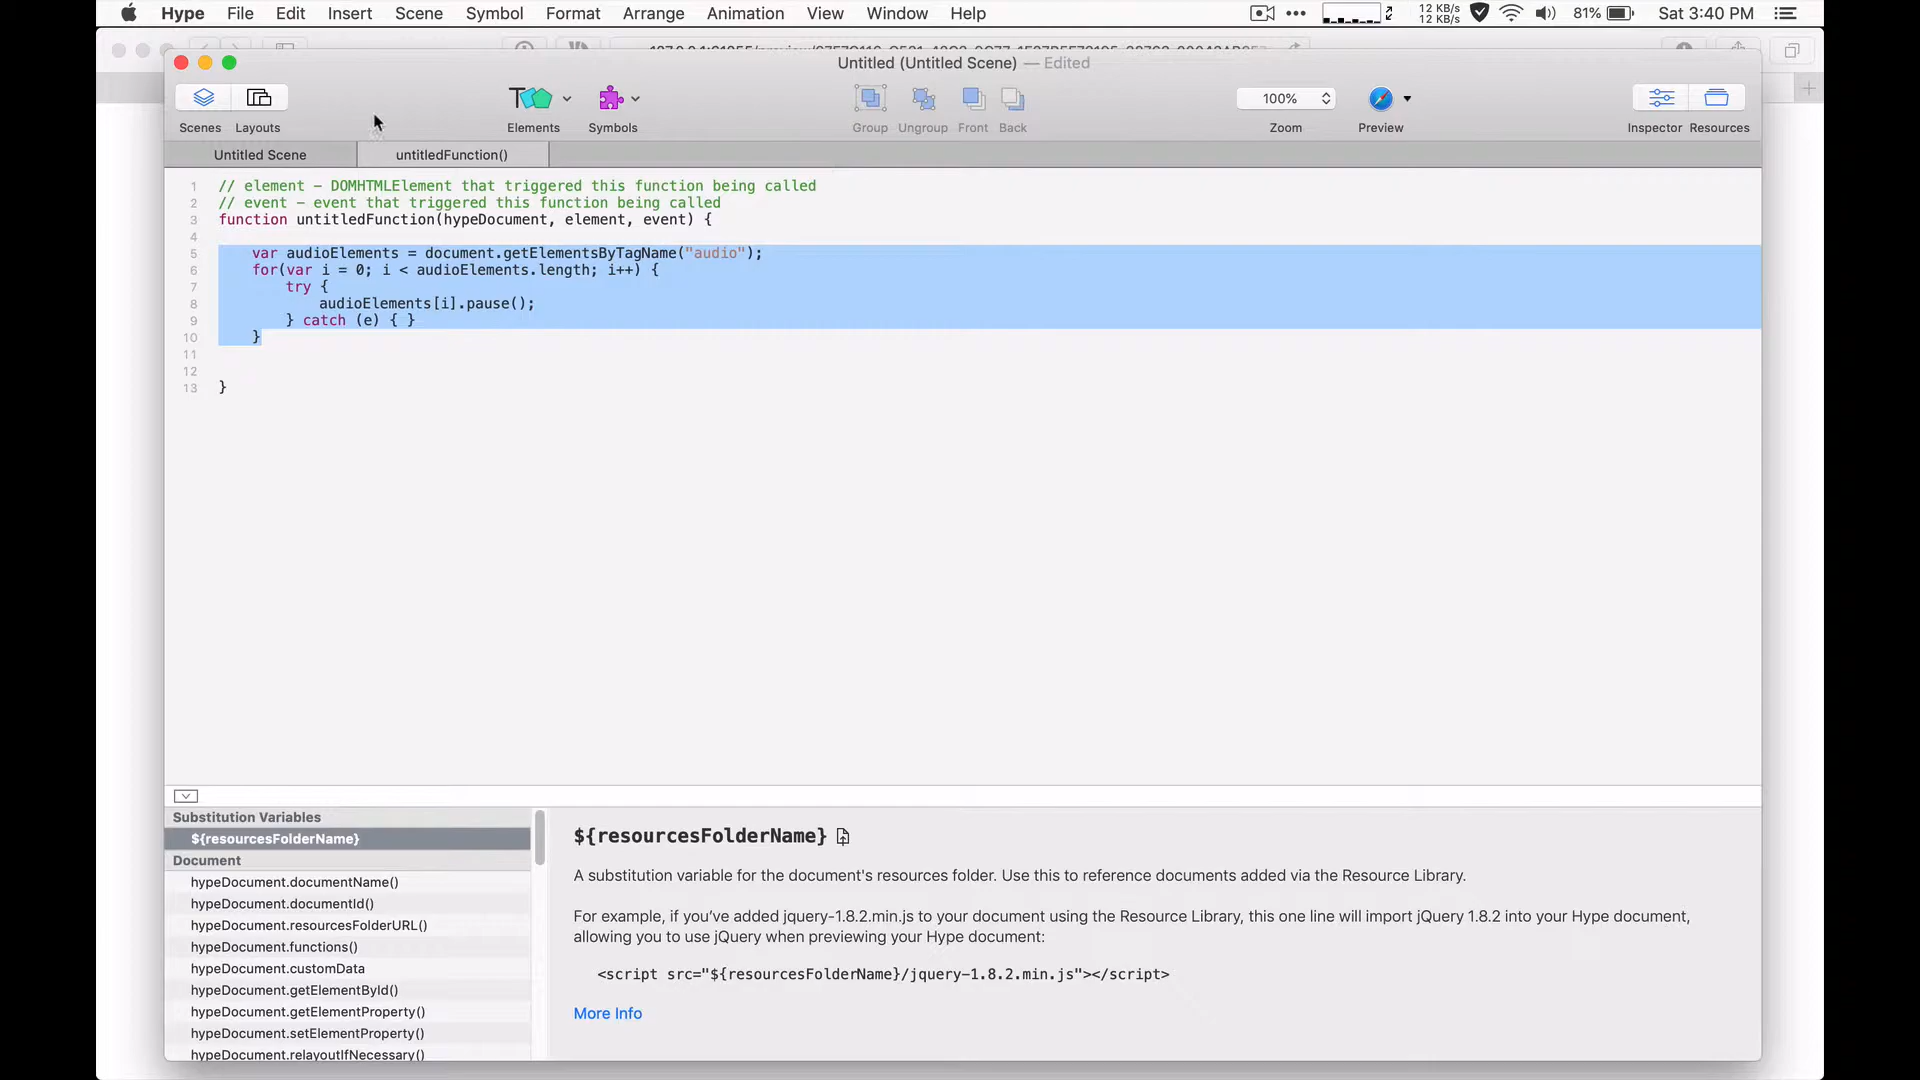 Hype File Edit Insert Scene Symbol Format Arrange Animation View Window Help 12 KB/s 12 KB/s 81% Sat 3:40 PM
Untitled (Untitled Scene) — Edited
T 100%
Scenes Layouts Elements Symbols Group Ungroup Front Back Zoom Preview Inspector Resources
Untitled Scene untitledFunction()
1 // element – DOMHTMLElement that triggered this function being called
2 // event – event that triggered this function being called
3 function untitledFunction(hypeDocument, element, event) {
4
5 var audioElements = document.getElementsByTagName("audio");
6 for(var i = 0; i < audioElements.length; i++) {
7 try {
8 audioElements[i].pause();
9 } catch (e) { }
10 }
11
12
13 }
Substitution Variables
${resourcesFolderName}
Document
hypeDocument.documentName()
hypeDocument.documentId()
hypeDocument.resourcesFolderURL()
hypeDocument.functions()
hypeDocument.customData
hypeDocument.getElementById()
hypeDocument.getElementProperty()
hypeDocument.setElementProperty()
hypeDocument.relayoutIfNecessary()
${resourcesFolderName}
A substitution variable for the document's resources folder. Use this to reference documents added via the Resource Library.
For example, if you've added jquery-1.8.2.min.js to your document using the Resource Library, this one line will import jQuery 1.8.2 into your Hype document,
allowing you to use jQuery when previewing your Hype document:
<script src="${resourcesFolderName}/jquery-1.8.2.min.js"></script>
More Info